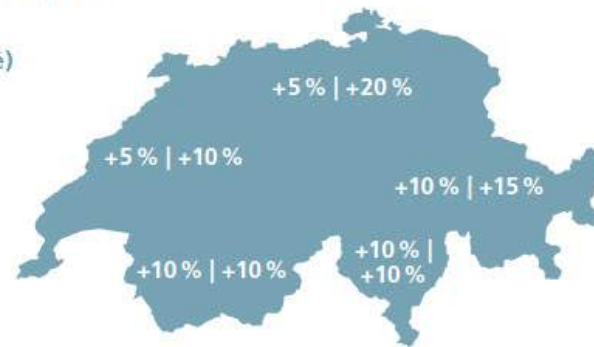 é)
+5 % | +20 %
+5 % | +10 %
+10 % | +15 %
+10 % |
+10 %
+10 % | +10 %